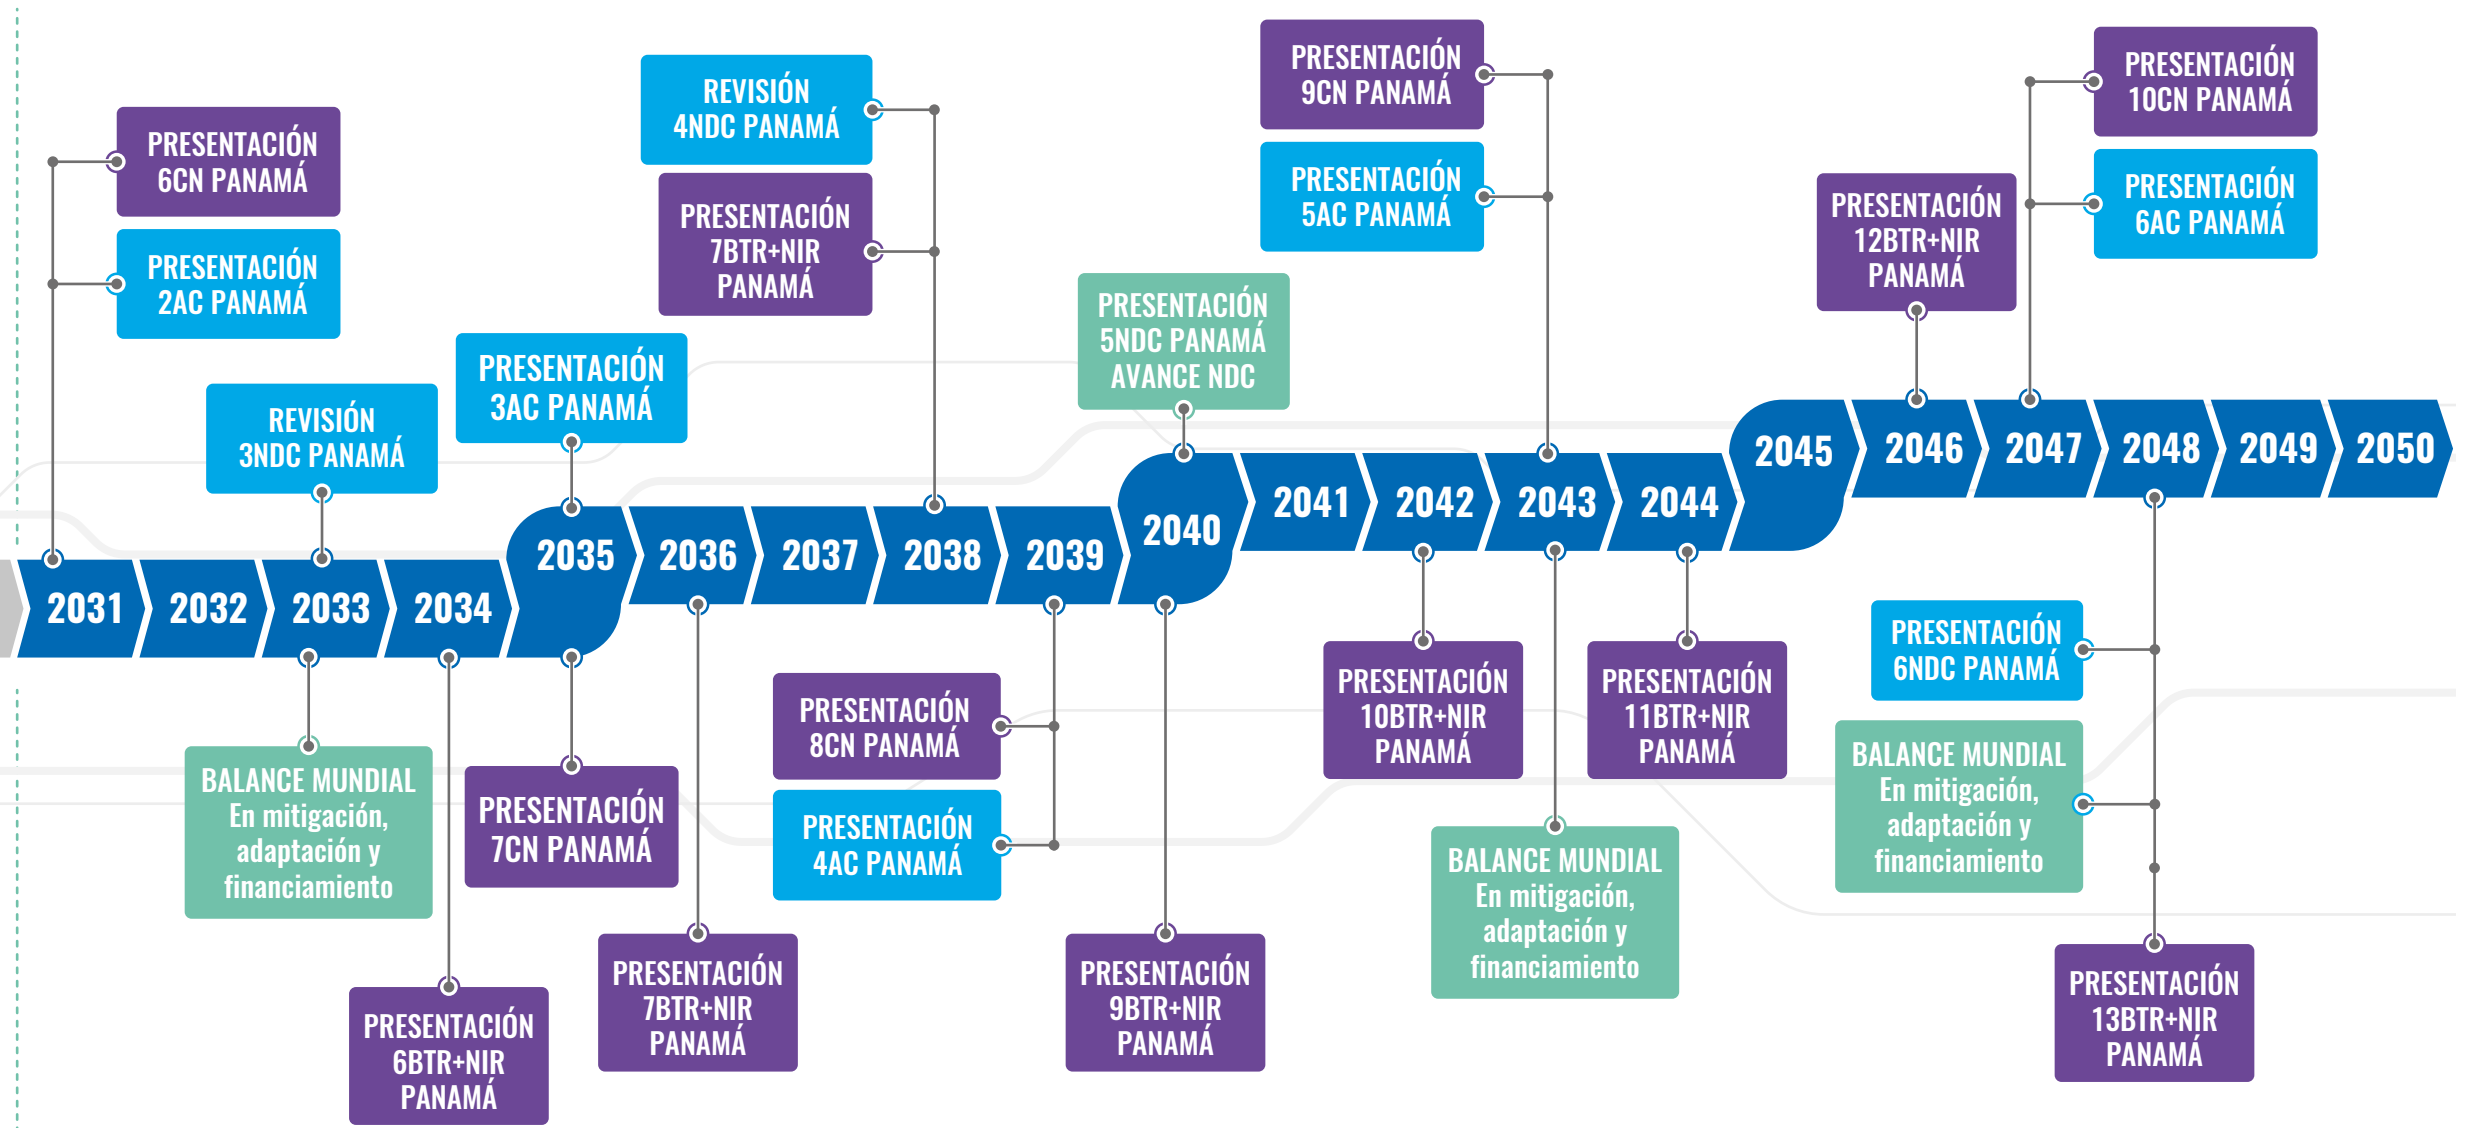 PRESENTACIÓN
6CN PANAMÁ
PRESENTACIÓN
2AC PANAMÁ
REVISIÓN
3NDC PANAMÁ
PRESENTACIÓN
3AC PANAMÁ
REVISIÓN
4NDC PANAMÁ
PRESENTACIÓN
7BTR+NIR
PANAMÁ
PRESENTACIÓN
5NDC PANAMÁ
AVANCE NDC
PRESENTACIÓN
9CN PANAMÁ
PRESENTACIÓN
5AC PANAMÁ
PRESENTACIÓN
12BTR+NIR
PANAMÁ
PRESENTACIÓN
10CN PANAMÁ
PRESENTACIÓN
6AC PANAMÁ
2031
2032
2033
2034
2035
2036
2037
2038
2039
2040
2041
2042
2043
2044
2045
2046
2047
2048
2049
2050
BALANCE MUNDIAL
En mitigación,
adaptación y
financiamiento
PRESENTACIÓN
6BTR+NIR
PANAMÁ
PRESENTACIÓN
7CN PANAMÁ
PRESENTACIÓN
7BTR+NIR
PANAMÁ
PRESENTACIÓN
8CN PANAMÁ
PRESENTACIÓN
4AC PANAMÁ
PRESENTACIÓN
9BTR+NIR
PANAMÁ
PRESENTACIÓN
10BTR+NIR
PANAMÁ
BALANCE MUNDIAL
En mitigación,
adaptación y
financiamiento
PRESENTACIÓN
11BTR+NIR
PANAMÁ
PRESENTACIÓN
6NDC PANAMÁ
BALANCE MUNDIAL
En mitigación,
adaptación y
financiamiento
PRESENTACIÓN
13BTR+NIR
PANAMÁ